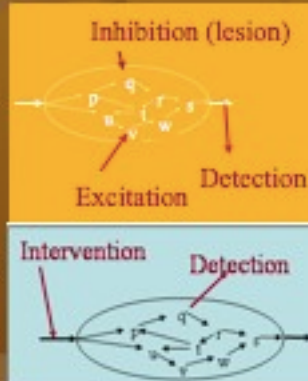 Inhibition (lesion)
q
p r s
u t
v w
Excitation
Detection
Intervention
Detection
q
r
t
v w